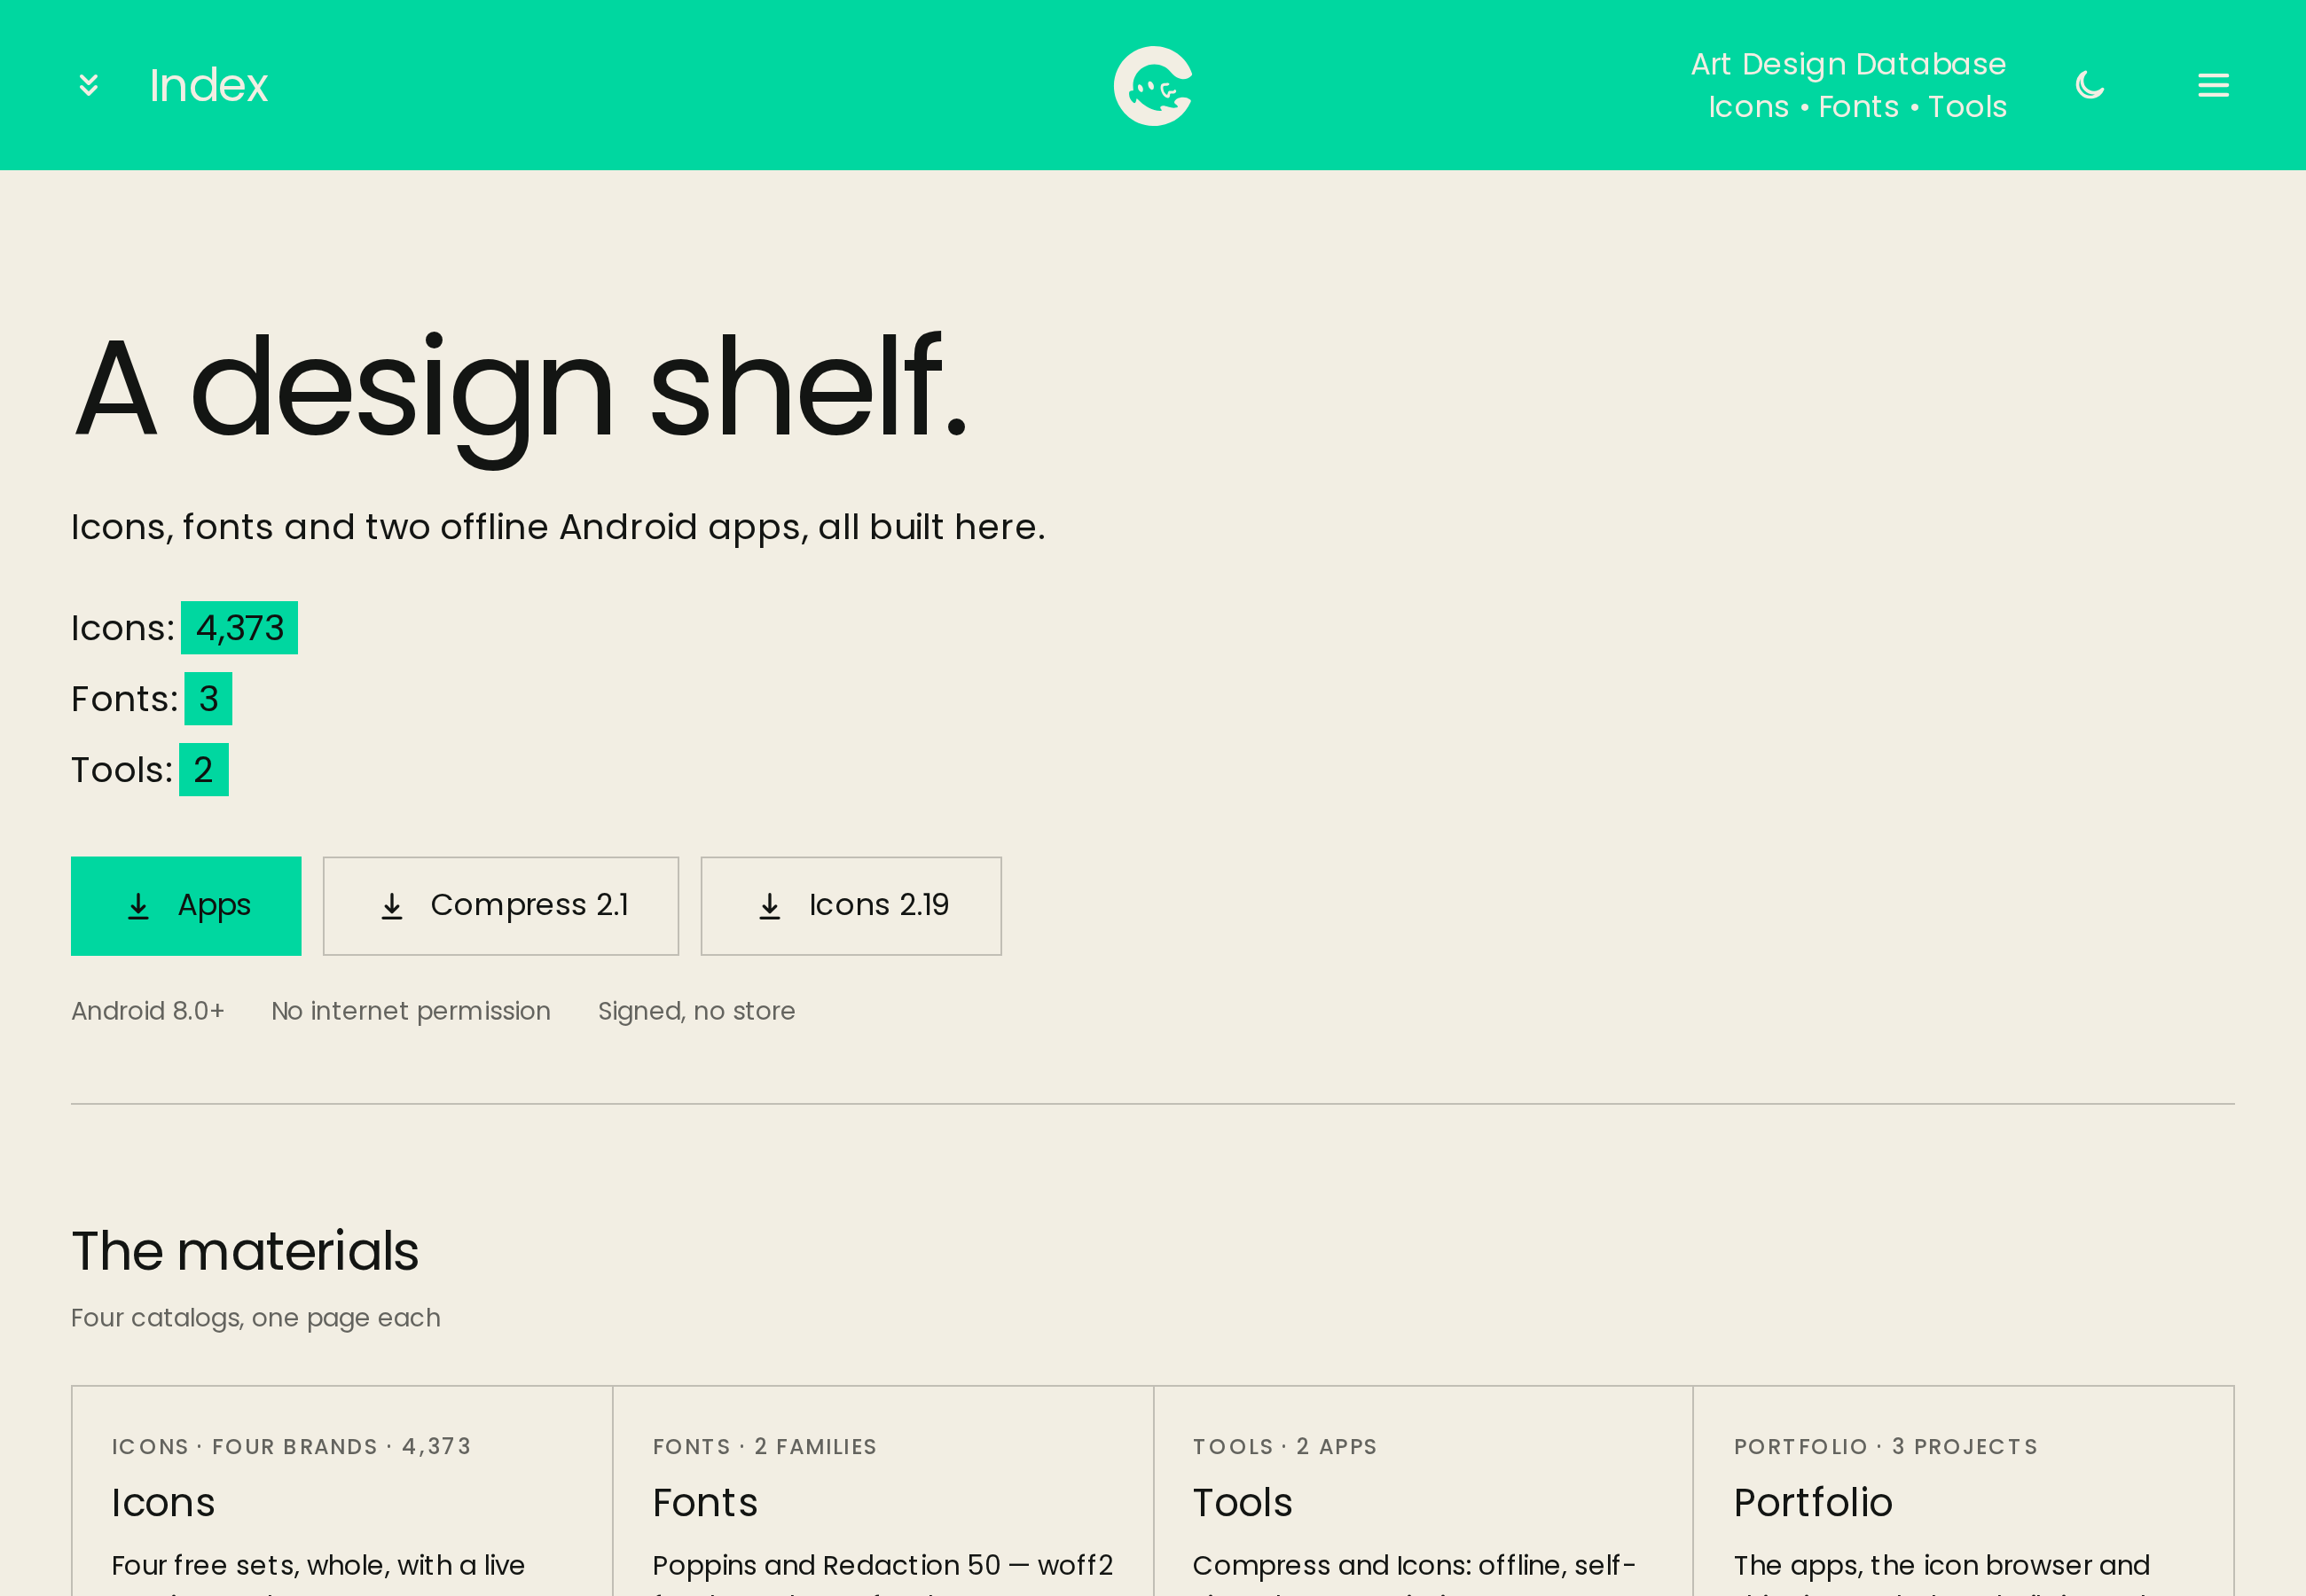 Index
Art Design Database
Icons • Fonts • Tools
A design shelf.
Icons, fonts and two offline Android apps, all built here.
Icons: 4,373
Fonts: 3
Tools: 2
Apps
Compress 2.1
Icons 2.19
Android 8.0+
No internet permission
Signed, no store
The materials
Four catalogs, one page each
ICONS · FOUR BRANDS · 4,373
Icons
Four free sets, whole, with a live
FONTS · 2 FAMILIES
Fonts
Poppins and Redaction 50 — woff2
TOOLS · 2 APPS
Tools
Compress and Icons: offline, self-
PORTFOLIO · 3 PROJECTS
Portfolio
The apps, the icon browser and